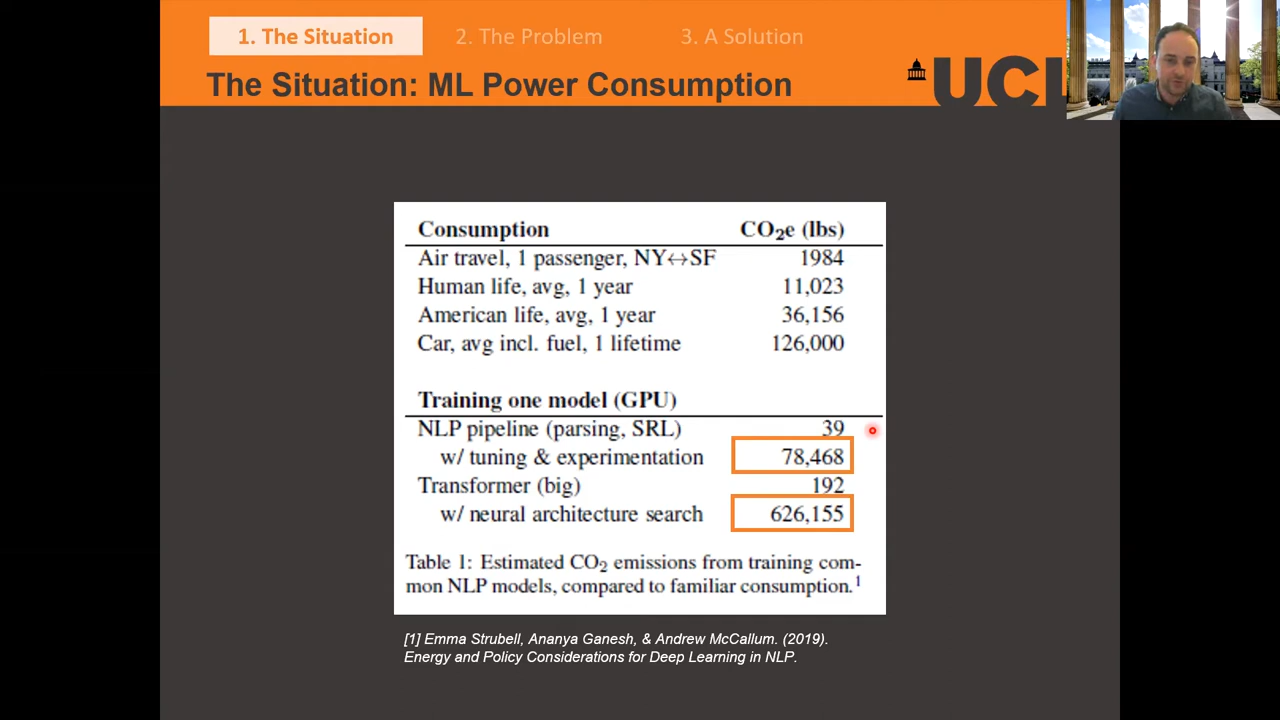 1. The Situation 2. The Problem 3. A Solution
The Situation: ML Power Consumption
UCL
Consumption CO₂e (lbs)
Air travel, 1 passenger, NY↔SF 1984
Human life, avg, 1 year 11,023
American life, avg, 1 year 36,156
Car, avg incl. fuel, 1 lifetime 126,000
Training one model (GPU)
NLP pipeline (parsing, SRL) 39
w/ tuning & experimentation 78,468
Transformer (big) 192
w/ neural architecture search 626,155
Table 1: Estimated CO₂ emissions from training com-
mon NLP models, compared to familiar consumption.¹
[1] Emma Strubell, Ananya Ganesh, & Andrew McCallum. (2019).
Energy and Policy Considerations for Deep Learning in NLP.